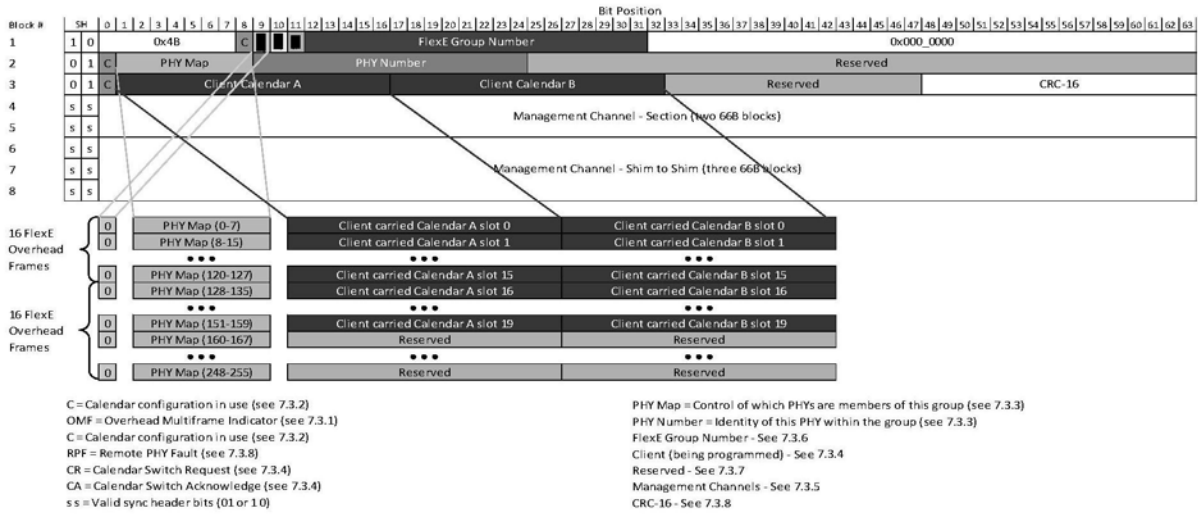 Bit Position
Block # SH 0 1 2 3 4 5 6 7 8 9 10 11 12 13 14 15 16 17 18 19 20 21 22 23 24 25 26 27 28 29 30 31 32 33 34 35 36 37 38 39 40 41 42 43 44 45 46 47 48 49 50 51 52 53 54 55 56 57 58 59 60 61 62 63
1 1 0 0x4B C FlexE Group Number 0x000_0000
2 0 1 C PHY Map PHY Number Reserved
3 0 1 C Client Calendar A Client Calendar B Reserved CRC-16
4 s s
Management Channel - Section (two 66B blocks)
5 s s
6 s s
7 s s Management Channel - Shim to Shim (three 66B blocks)
8 s s
16 FlexE
Overhead
Frames
0 PHY Map (0-7) Client carried Calendar A slot 0 Client carried Calendar B slot 0
0 PHY Map (8-15) Client carried Calendar A slot 1 Client carried Calendar B slot 1
••• ••• •••
0 PHY Map (120-127) Client carried Calendar A slot 15 Client carried Calendar B slot 15
16 FlexE
Overhead
Frames
0 PHY Map (128-135) Client carried Calendar A slot 16 Client carried Calendar B slot 16
••• ••• •••
0 PHY Map (151-159) Client carried Calendar A slot 19 Client carried Calendar B slot 19
0 PHY Map (160-167) Reserved Reserved
••• ••• •••
0 PHY Map (248-255) Reserved Reserved
C = Calendar configuration in use (see 7.3.2)
OMF = Overhead Multiframe Indicator (see 7.3.1)
C = Calendar configuration in use (see 7.3.2)
RPF = Remote PHY Fault (see 7.3.8)
CR = Calendar Switch Request (see 7.3.4)
CA = Calendar Switch Acknowledge (see 7.3.4)
s s = Valid sync header bits (01 or 10)
PHY Map = Control of which PHYs are members of this group (see 7.3.3)
PHY Number = Identity of this PHY within the group (see 7.3.3)
FlexE Group Number - See 7.3.6
Client (being programmed) - See 7.3.4
Reserved - See 7.3.7
Management Channels - See 7.3.5
CRC-16 - See 7.3.8